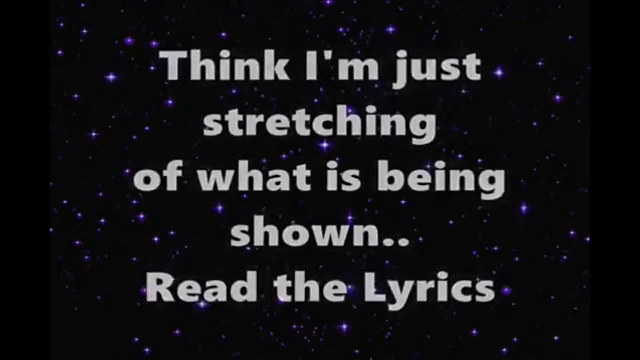 Think I'm just
stretching
of what is being
shown..
Read the Lyrics